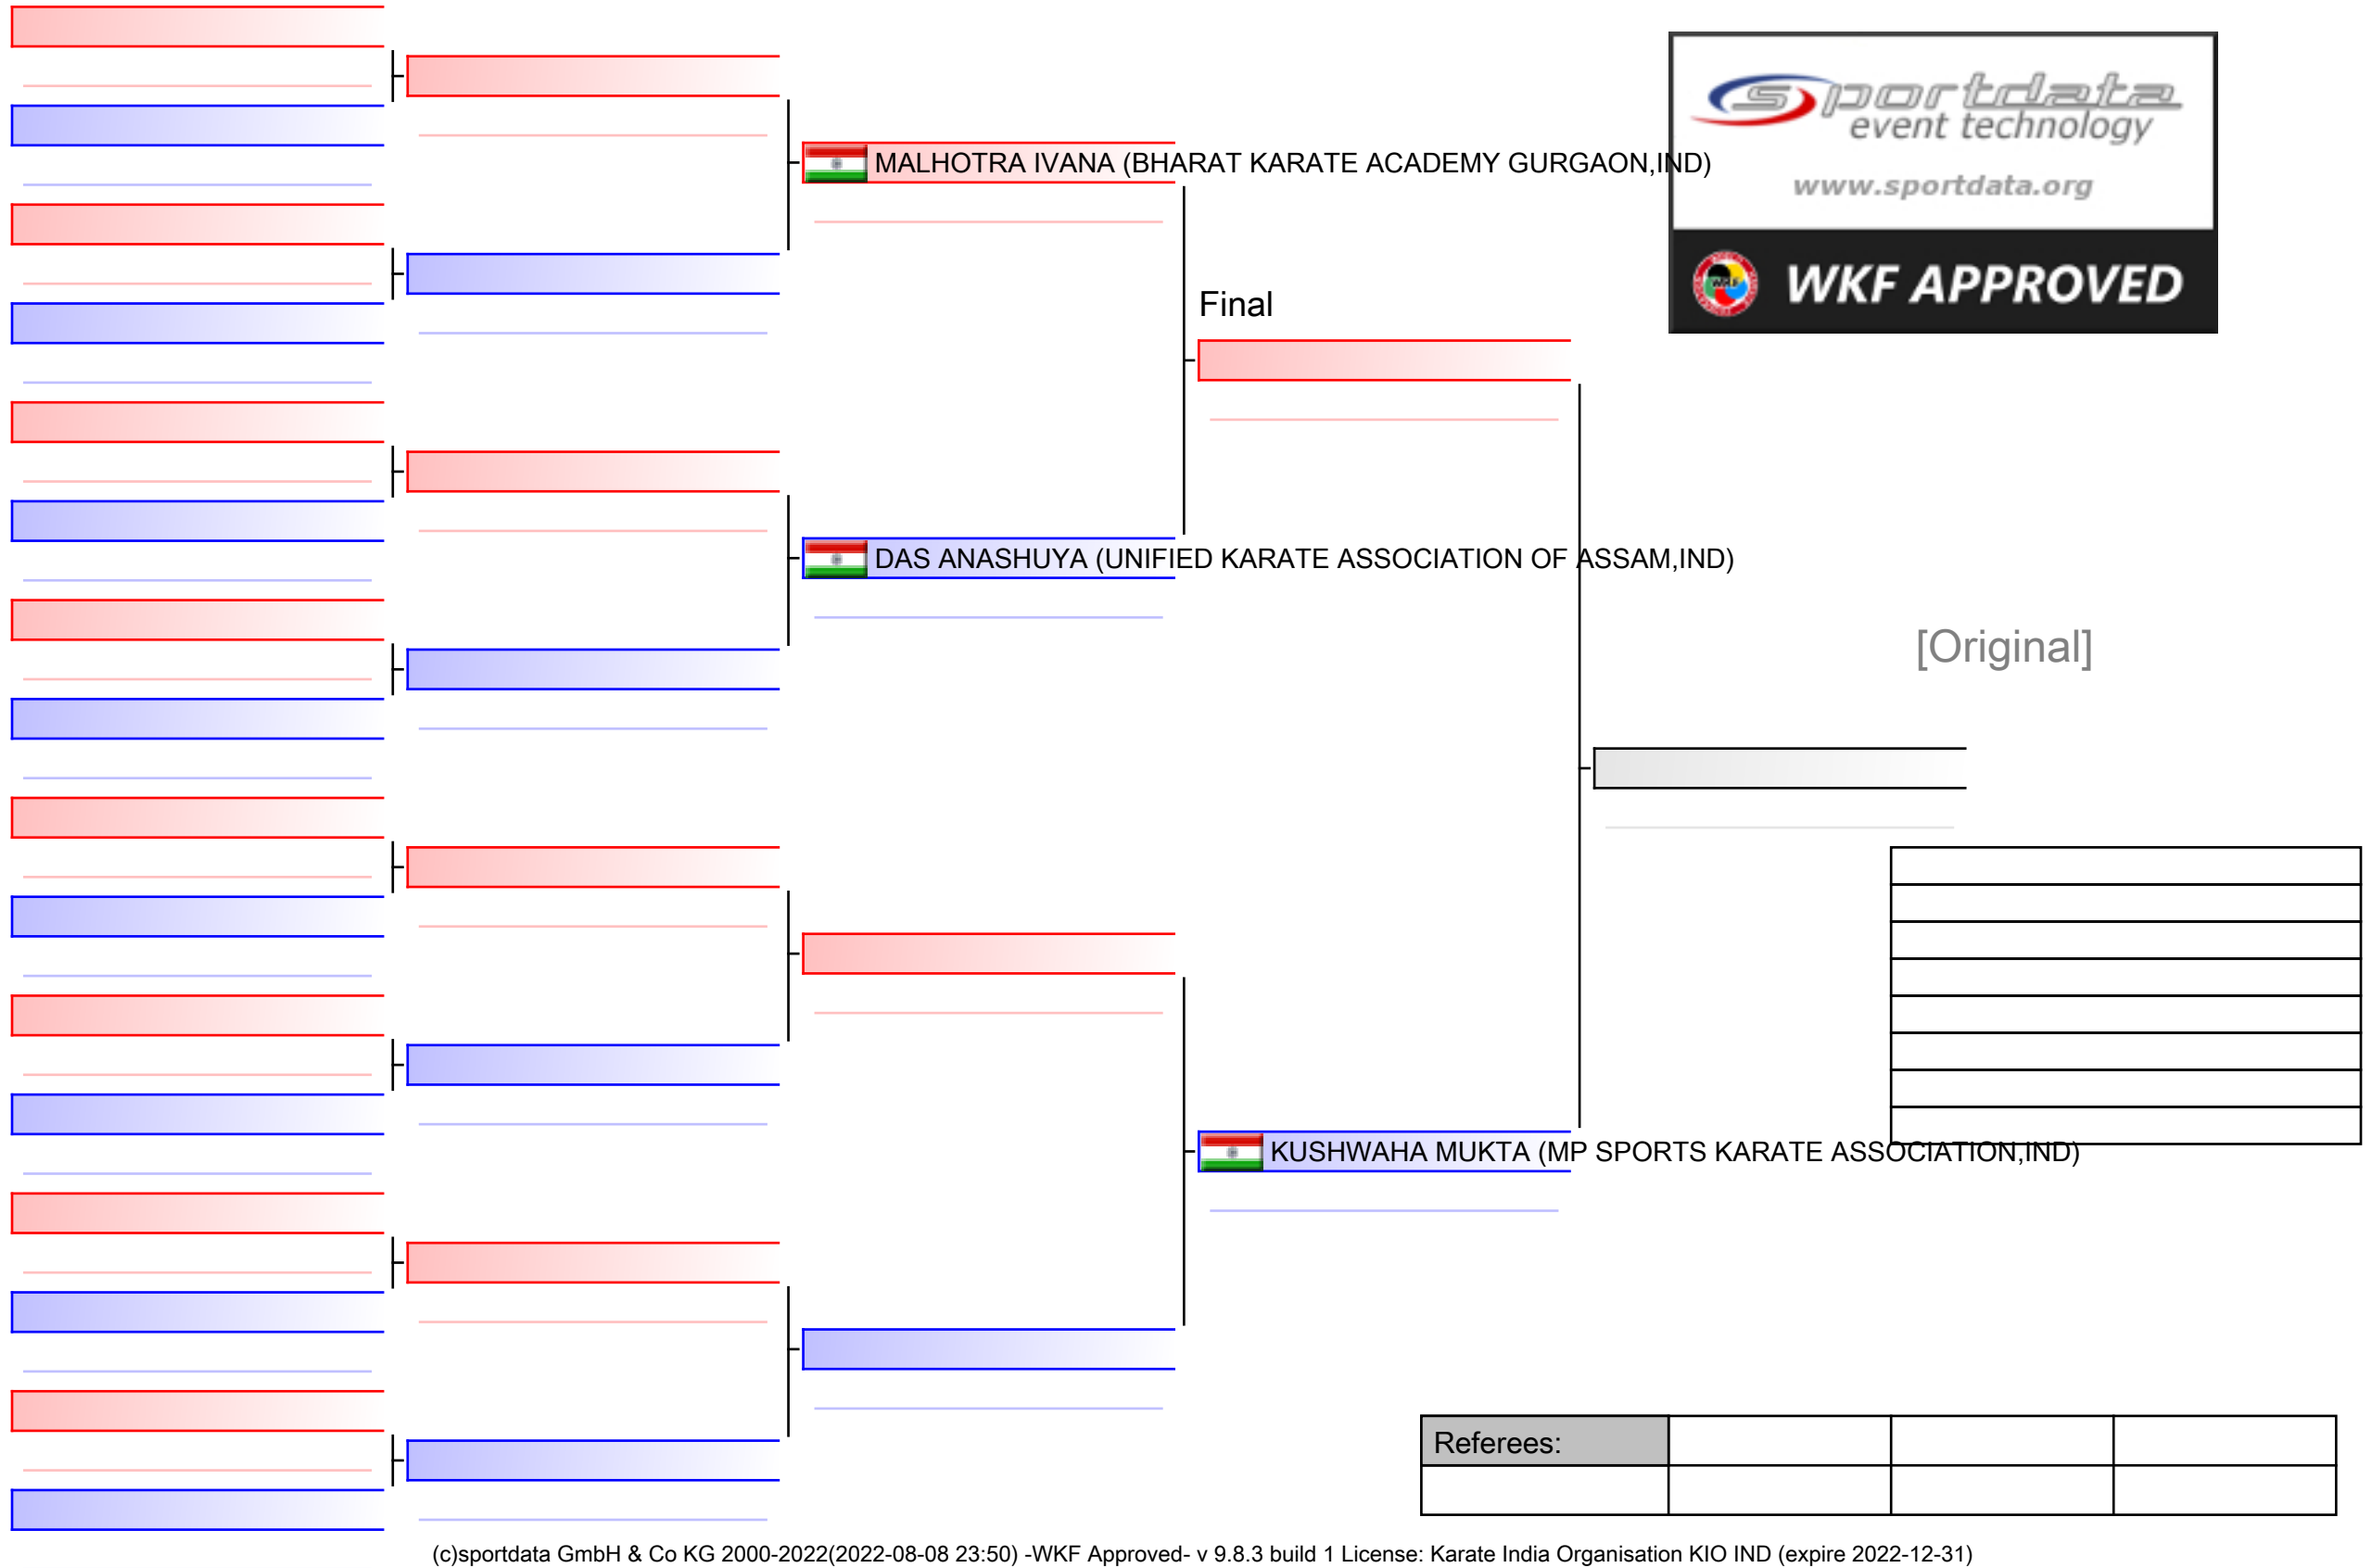 sportdata
event technology
www.sportdata.org
WKF WKF APPROVED
MALHOTRA IVANA (BHARAT KARATE ACADEMY GURGAON,IND)
Final
DAS ANASHUYA (UNIFIED KARATE ASSOCIATION OF ASSAM,IND)
[Original]
KUSHWAHA MUKTA (MP SPORTS KARATE ASSOCIATION,IND)
Referees:
(c)sportdata GmbH & Co KG 2000-2022(2022-08-08 23:50) -WKF Approved- v 9.8.3 build 1 License: Karate India Organisation KIO IND (expire 2022-12-31)